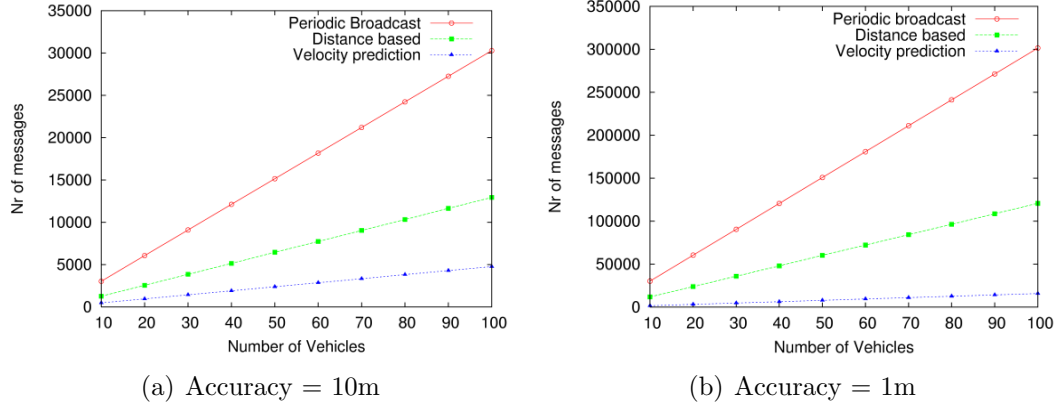 35000
30000
25000
20000
15000
10000
5000
0
Nr of messages
Periodic Broadcast
Distance based
Velocity prediction
10 20 30 40 50 60 70 80 90 100
Number of Vehicles
(a) Accuracy = 10m
350000
300000
250000
200000
150000
100000
50000
0
Nr of messages
Periodic broadcast
Distance based
Velocity prediction
10 20 30 40 50 60 70 80 90 100
Number of Vehicles
(b) Accuracy = 1m